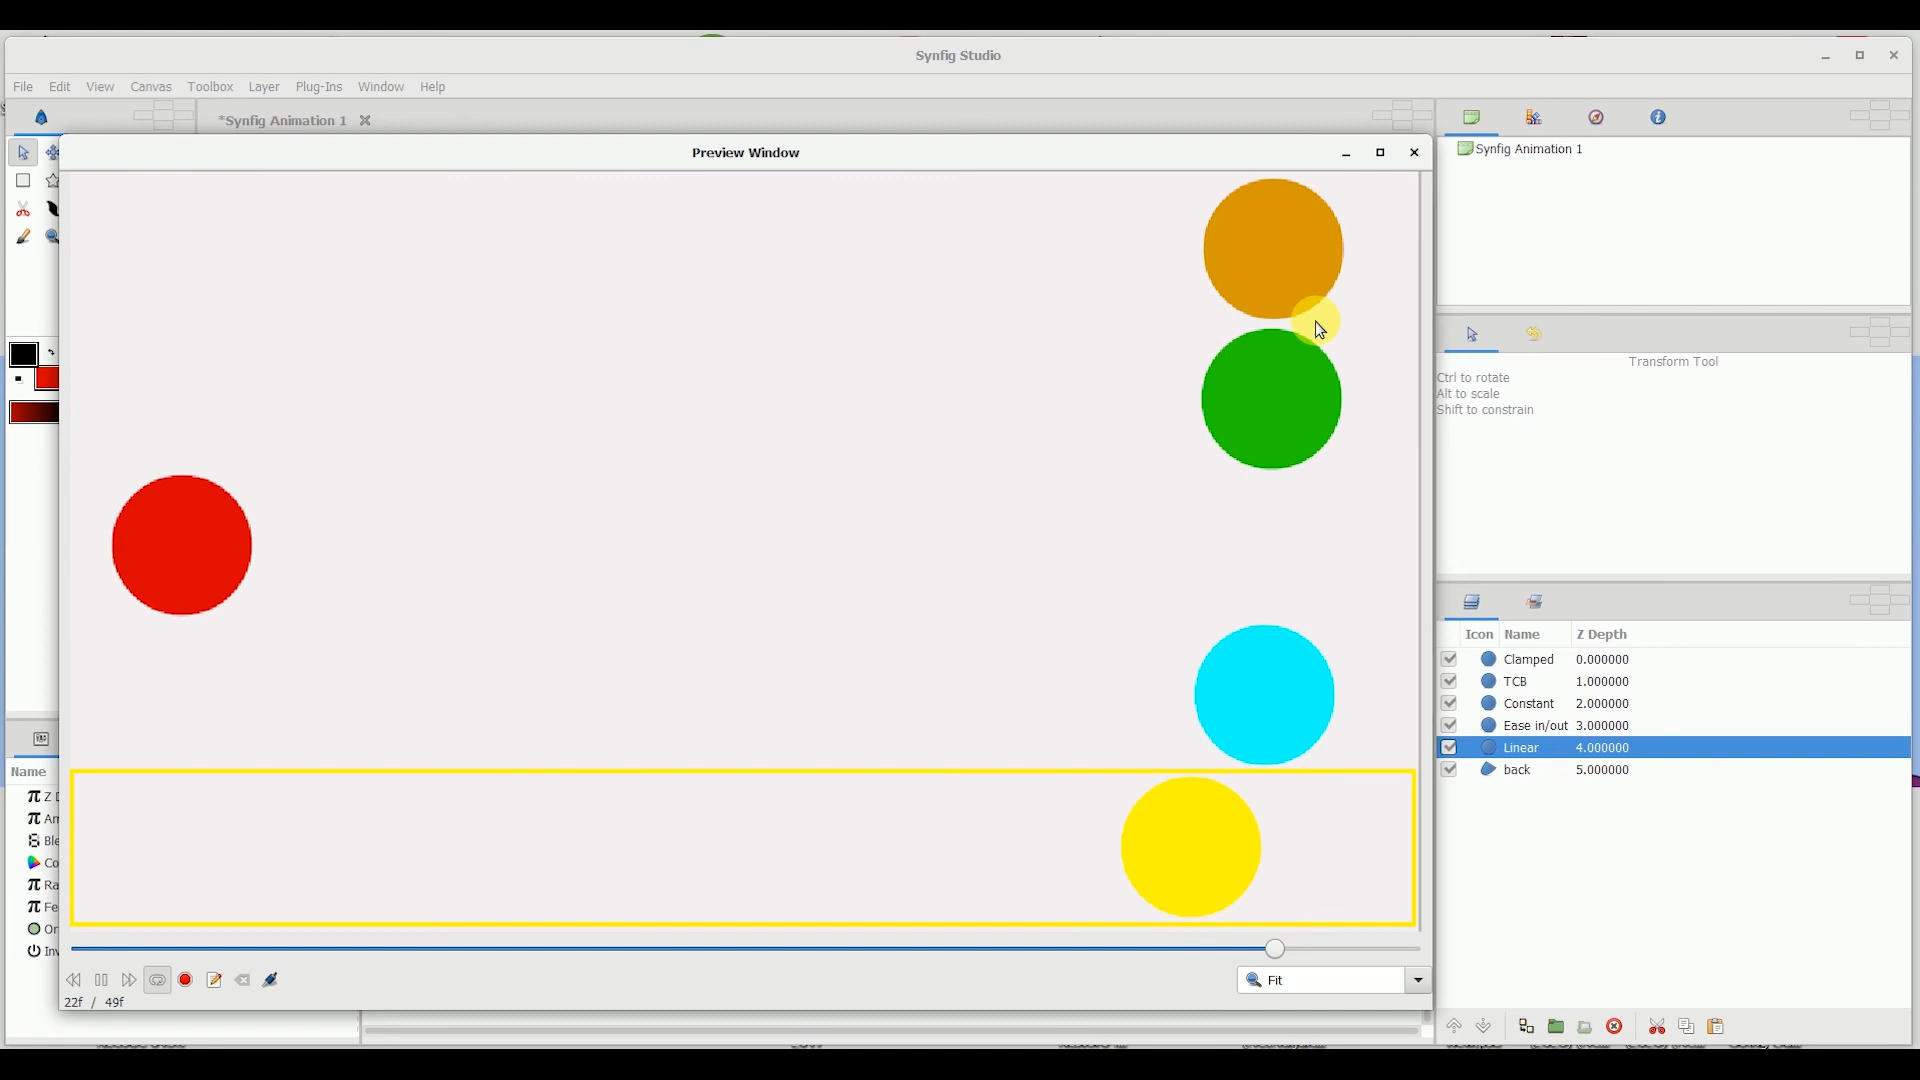 Synfig Studio
File Edit View Canvas Toolbox Layer Plug-Ins Window Help
*Synfig Animation 1
Preview Window
Synfig Animation 1
Transform Tool
Ctrl to rotate
Alt to scale
Shift to constrain
Icon Name Z Depth
Clamped 0.000000
TCB 1.000000
Constant 2.000000
Ease in/out 3.000000
Linear 4.000000
back 5.000000
Name
Fit
22f / 49f